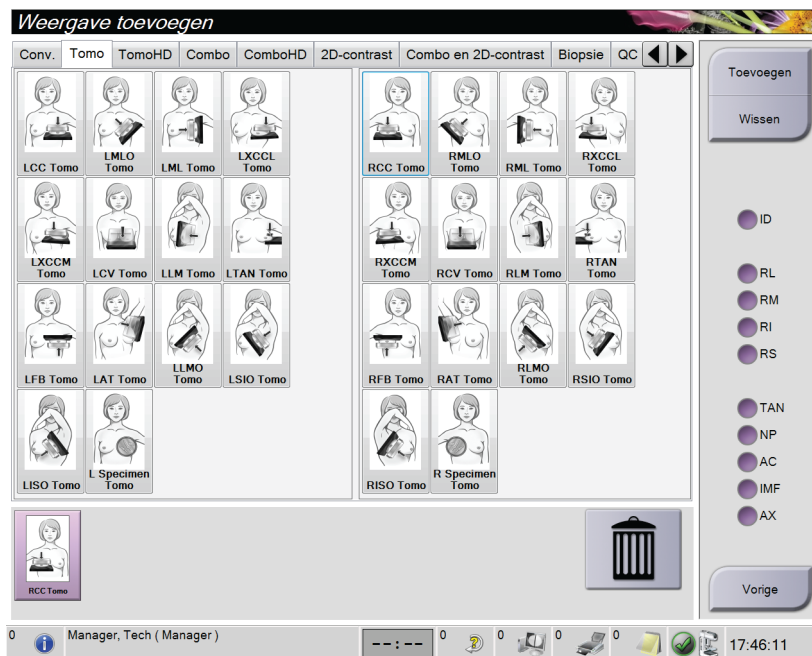 Weergave toevoegen
Conv. Tomo TomoHD Combo ComboHD 2D-contrast Combo en 2D-contrast Biopsie QC
LCC Tomo
LMLO
Tomo
LML Tomo
LXCCL
Tomo
LXCCM
Tomo
LCV Tomo
LLM Tomo
LTAN Tomo
LFB Tomo
LAT Tomo
LLMO
Tomo
LSIO Tomo
LISO Tomo
L Specimen
Tomo
RCC Tomo
RMLO
Tomo
RML Tomo
RXCCL
Tomo
RXCCM
Tomo
RCV Tomo
RLM Tomo
RTAN
Tomo
RFB Tomo
RAT Tomo
RLMO
Tomo
RSIO Tomo
RISO Tomo
R Specimen
Tomo
Toevoegen
Wissen
ID
RL
RM
RI
RS
TAN
NP
AC
IMF
AX
Vorige
RCC Tomo
0 Manager, Tech ( Manager ) --:-- 0 0 0 0 17:46:11